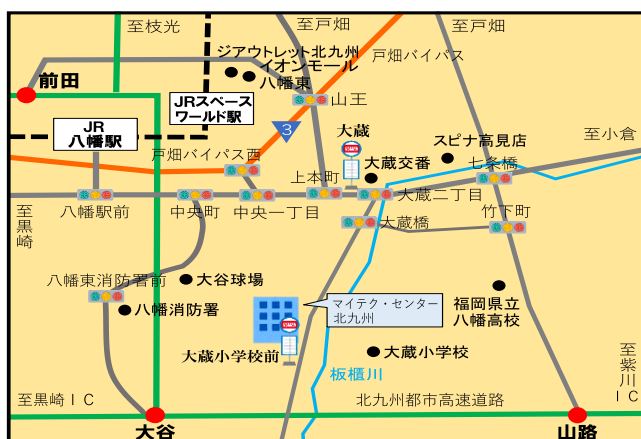 至枝光
至戸畑
至戸畑
ジアウトレット北九州
イオンモール
八幡東
戸畑バイパス
前田
JRスペース
ワールド駅
山王
JR
八幡駅
3
大蔵
スピナ高見店
至小倉
戸畑バイパス西
大蔵交番
七条橋
上本町
八幡駅前
中央町
中央一丁目
大蔵二丁目
竹下町
至黒崎
大蔵橋
八幡東消防署前
大谷球場
八幡消防署
マイテク・センター
北九州
福岡県立
八幡高校
大蔵小学校前
大蔵小学校
板櫃川
至紫川IC
至黒崎IC
北九州都市高速道路
大谷
山路